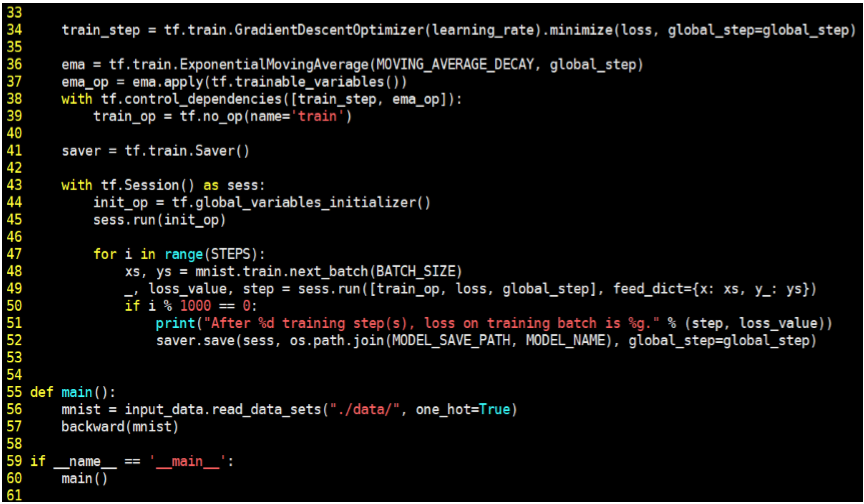 33
34     train_step = tf.train.GradientDescentOptimizer(learning_rate).minimize(loss, global_step=global_step)
35
36     ema = tf.train.ExponentialMovingAverage(MOVING_AVERAGE_DECAY, global_step)
37     ema_op = ema.apply(tf.trainable_variables())
38     with tf.control_dependencies([train_step, ema_op]):
39         train_op = tf.no_op(name='train')
40
41     saver = tf.train.Saver()
42
43     with tf.Session() as sess:
44         init_op = tf.global_variables_initializer()
45         sess.run(init_op)
46
47         for i in range(STEPS):
48             xs, ys = mnist.train.next_batch(BATCH_SIZE)
49             _, loss_value, step = sess.run([train_op, loss, global_step], feed_dict={x: xs, y_: ys})
50             if i % 1000 == 0:
51                 print("After %d training step(s), loss on training batch is %g." % (step, loss_value))
52                 saver.save(sess, os.path.join(MODEL_SAVE_PATH, MODEL_NAME), global_step=global_step)
53
54
55 def main():
56     mnist = input_data.read_data_sets("./data/", one_hot=True)
57     backward(mnist)
58
59 if __name__ == '__main__':
60     main()
61